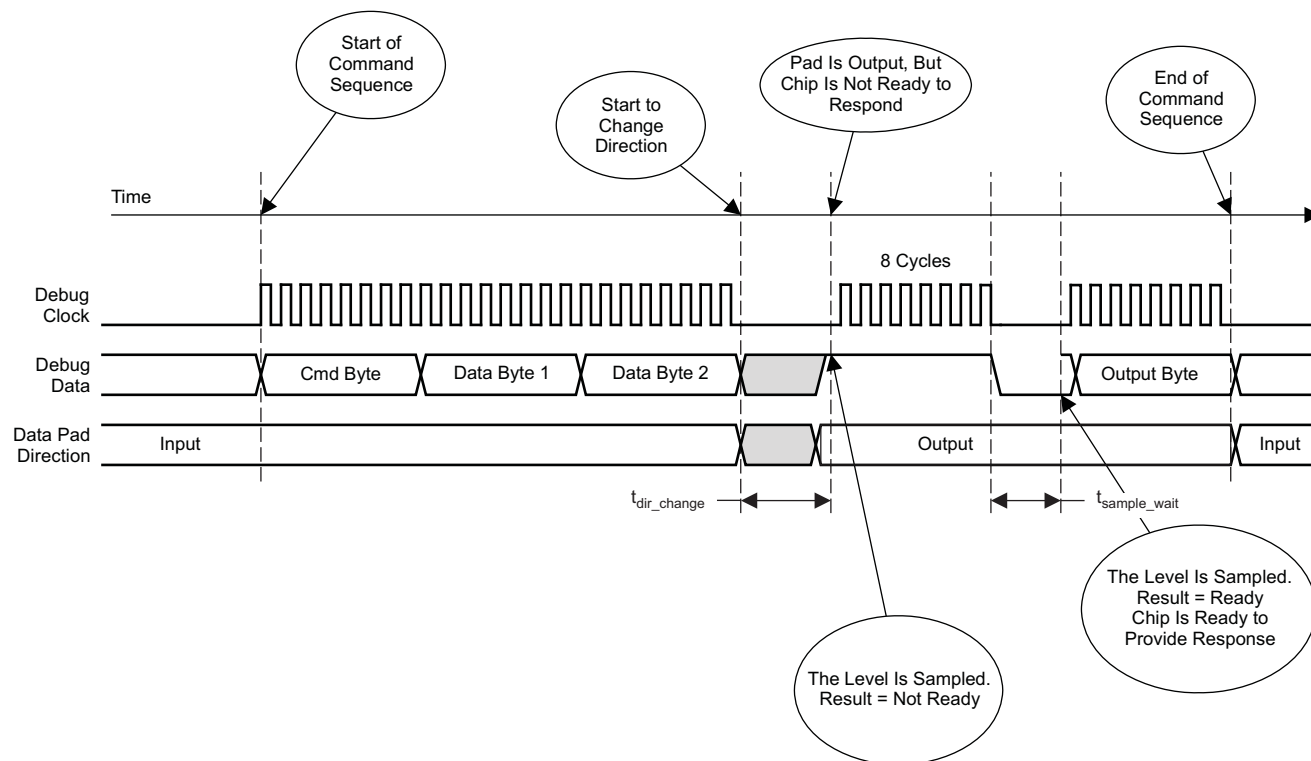 Start of
Command
Sequence
Pad Is Output, But
Chip Is Not Ready to
Respond
End of
Command
Sequence
Start to
Change
Direction
Time
8 Cycles
Debug
Clock
Debug
Data
Cmd Byte
Data Byte 1
Data Byte 2
Output Byte
Data Pad
Direction
Input
Output
Input
tdir_change
tsample_wait
The Level Is Sampled.
Result = Ready
Chip Is Ready to
Provide Response
The Level Is Sampled.
Result = Not Ready